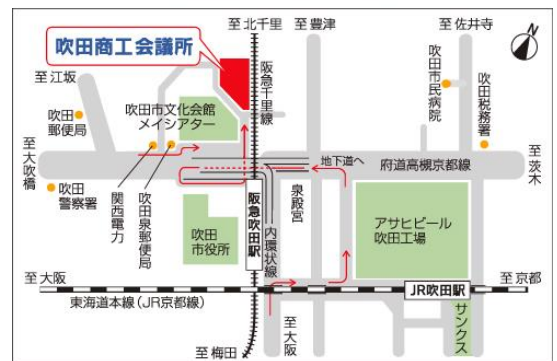 吹田商工会議所
至北千里
至豊津
至佐井寺
至江坂
吹田
郵便局
吹田市文化会館
メイシアター
阪急千里線
吹田市民病院
吹田税務署
至大吹橋
地下道へ
府道高槻京都線
至茨木
吹田
警察署
関西電力
吹田泉郵便局
吹田
市役所
阪急吹田駅
内環状線
泉殿宮
アサヒビール
吹田工場
至大阪
東海道本線（JR京都線）
JR吹田駅
至京都
サンクス
至梅田
至大阪
N